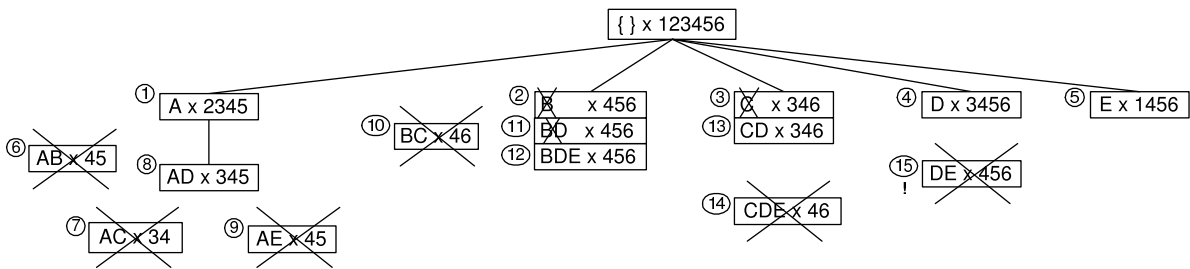 { } x 123456
1 A x 2345
2 B x 456
3 C x 346
4 D x 3456
5 E x 1456
10 BC x 46
11 BD x 456
13 CD x 346
6 AB x 45
12 BDE x 456
8 AD x 345
15 DE x 456
!
14 CDE x 46
7 AC x 34
9 AE x 45